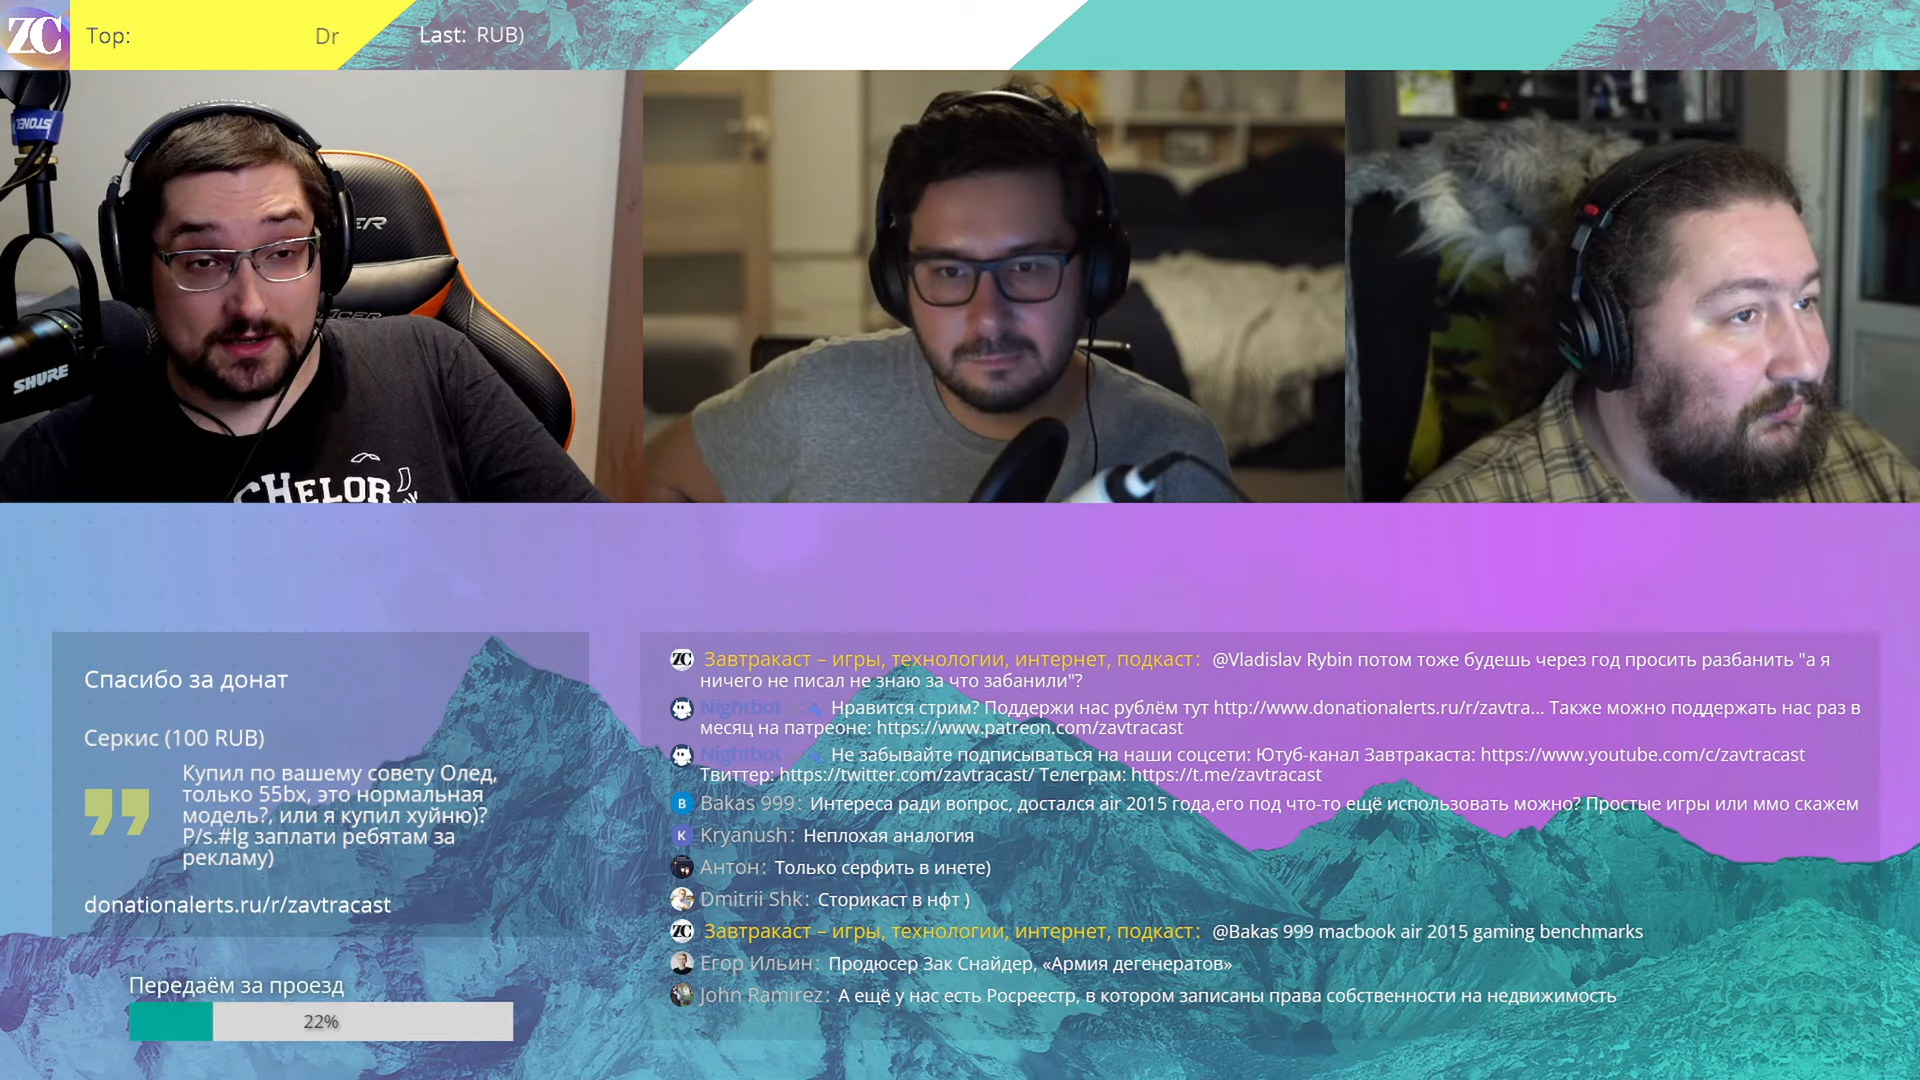 ZC Top: Dr Last: RUB)
STONEL
ER
CER
SHURE
CHELOR
Спасибо за донат
Серкис (100 RUB)
Купил по вашему совету Олед,
только 55bx, это нормальная
модель?, или я купил хуйню)?
P/s.#lg заплати ребятам за
рекламу)
donationalerts.ru/r/zavtracast
Передаём за проезд
22%
ZC Завтракаст – игры, технологии, интернет, подкаст: @Vladislav Rybin потом тоже будешь через год просить разбанить "а я
ничего не писал не знаю за что забанили"?
Nightbot : Нравится стрим? Поддержи нас рублём тут http://www.donationalerts.ru/r/zavtra... Также можно поддержать нас раз в
месяц на патреоне: https://www.patreon.com/zavtracast
Nightbot : Не забывайте подписываться на наши соцсети: Ютуб-канал Завтракаста: https://www.youtube.com/c/zavtracast
Твиттер: https://twitter.com/zavtracast/ Телеграм: https://t.me/zavtracast
B Bakas 999: Интереса ради вопрос, достался air 2015 года,его под что-то ещё использовать можно? Простые игры или ммо скажем
K Kryanush: Неплохая аналогия
Антон: Только серфить в инете)
Dmitrii Shk: Сторикаст в нфт )
ZC Завтракаст – игры, технологии, интернет, подкаст: @Bakas 999 macbook air 2015 gaming benchmarks
Егор Ильин: Продюсер Зак Снайдер, «Армия дегенератов»
John Ramirez: А ещё у нас есть Росреестр, в котором записаны права собственности на недвижимость